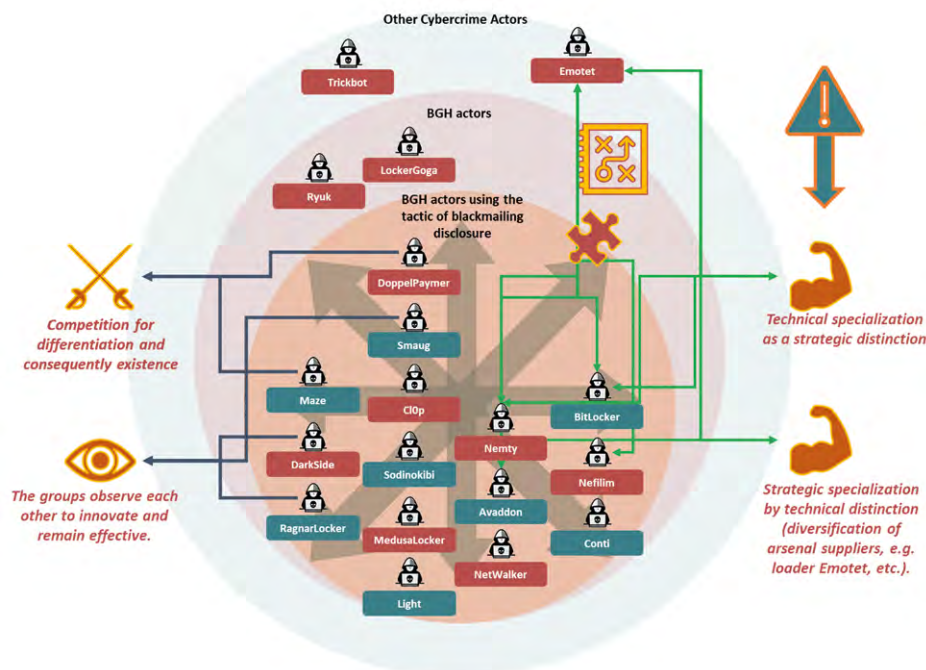 Other Cybercrime Actors
Trickbot
Emotet
BGH actors
LockerGoga
Ryuk
BGH actors using the
tactic of blackmailing
disclosure
DoppelPaymer
Smaug
Maze
Cl0p
BitLocker
DarkSide
Sodinokibi
Nemty
Nefilim
RagnarLocker
MedusaLocker
Avaddon
Conti
NetWalker
Light
Competition for
differentiation and
consequently existence
The groups observe each
other to innovate and
remain effective.
Technical specialization
as a strategic distinction
Strategic specialization
by technical distinction
(diversification of
arsenal suppliers, e.g.
loader Emotet, etc.).